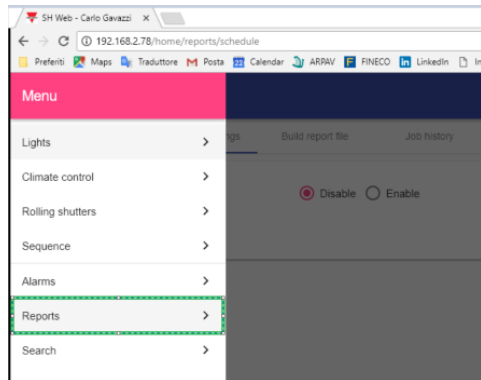 SH Web - Carlo Gavazzi
192.168.2.78/home/reports/schedule
Preferiti Maps Traduttore Posta 22 Calendar ARPAV FINECO LinkedIn
Menu
Build report file Job history
Lights
Disable Enable
Climate control
Rolling shutters
Sequence
Alarms
Reports
Search